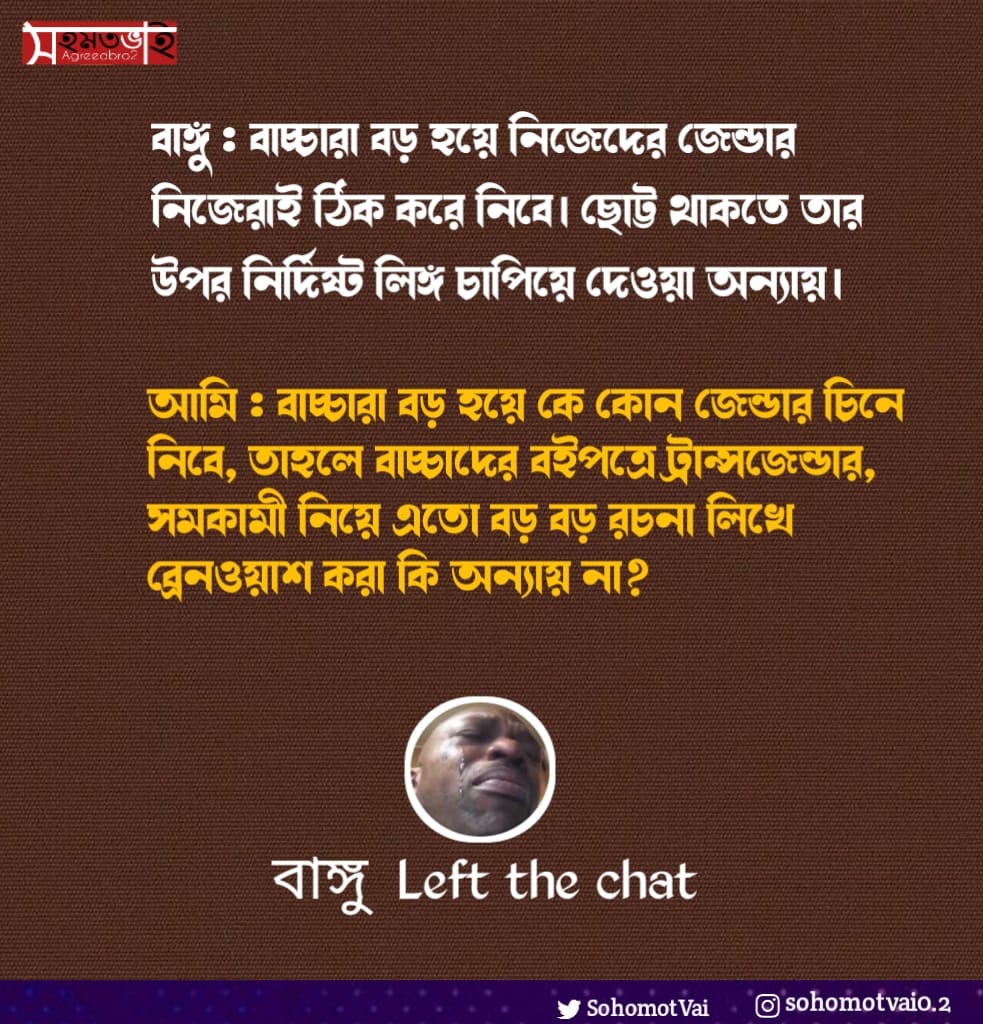 সহমতভাই
Agreeabro2
বাঙ্গু : বাচ্চারা বড় হয়ে নিজেদের জেন্ডার
নিজেরাই ঠিক করে নিবে। ছোট্ট থাকতে তার
উপর নির্দিষ্ট লিঙ্গ চাপিয়ে দেওয়া অন্যায়।
আমি : বাচ্চারা বড় হয়ে কে কোন জেন্ডার চিনে
নিবে, তাহলে বাচ্চাদের বইপত্রে ট্রান্সজেন্ডার,
সমকামী নিয়ে এতো বড় বড় রচনা লিখে
ব্রেনওয়াশ করা কি অন্যায় না?
বাঙ্গু Left the chat
SohomotVai sohomotvai0.2